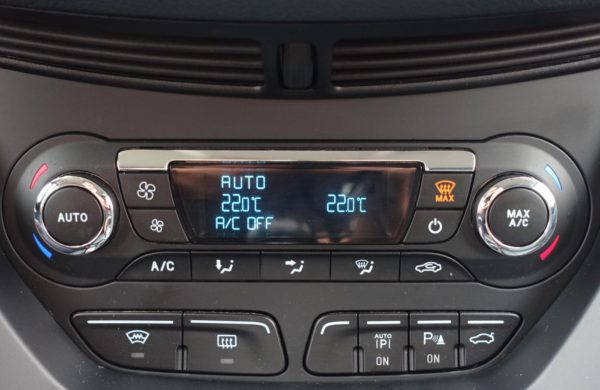 AUTO
22.0°C 22.0°C
A/C OFF
MAX
AUTO
MAX
A/C
A/C
AUTO
P
P
ON
ON